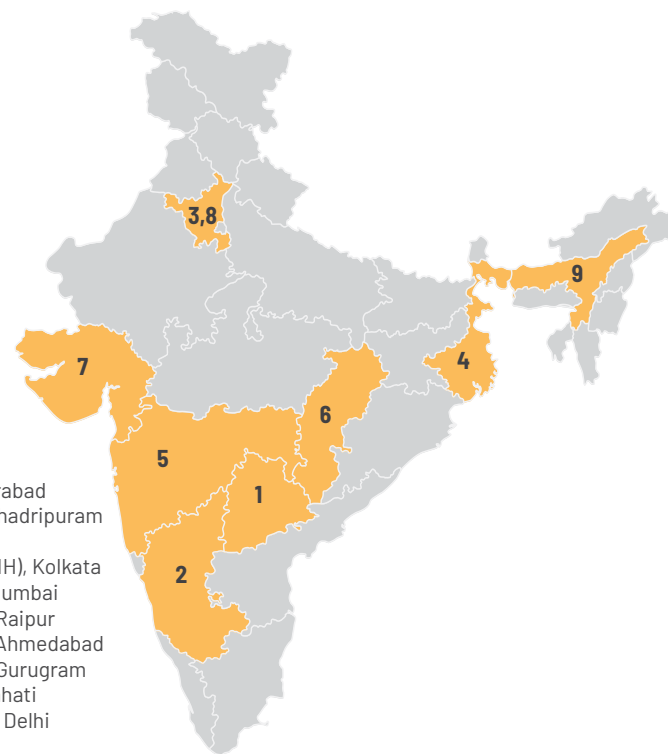 3,8
9
7
4
6
5
1
2
rabad
hadripuram
IH), Kolkata
umbai
Raipur
Ahmedabad
Gurugram
hati
Delhi